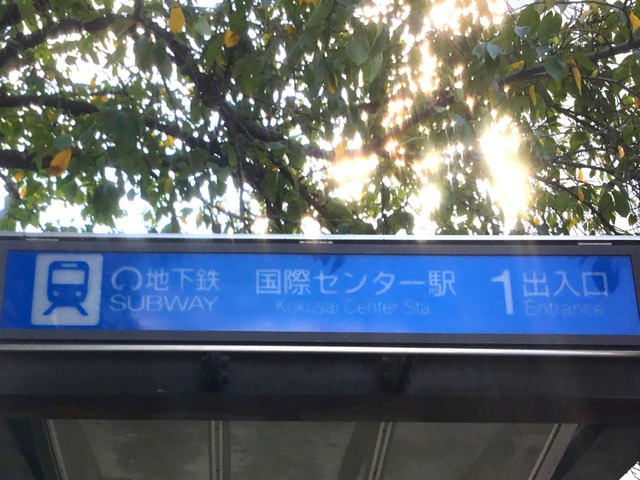 地下鉄
SUBWAY
国際センター駅
Kokusai Center Sta
1 出入口
Entrance